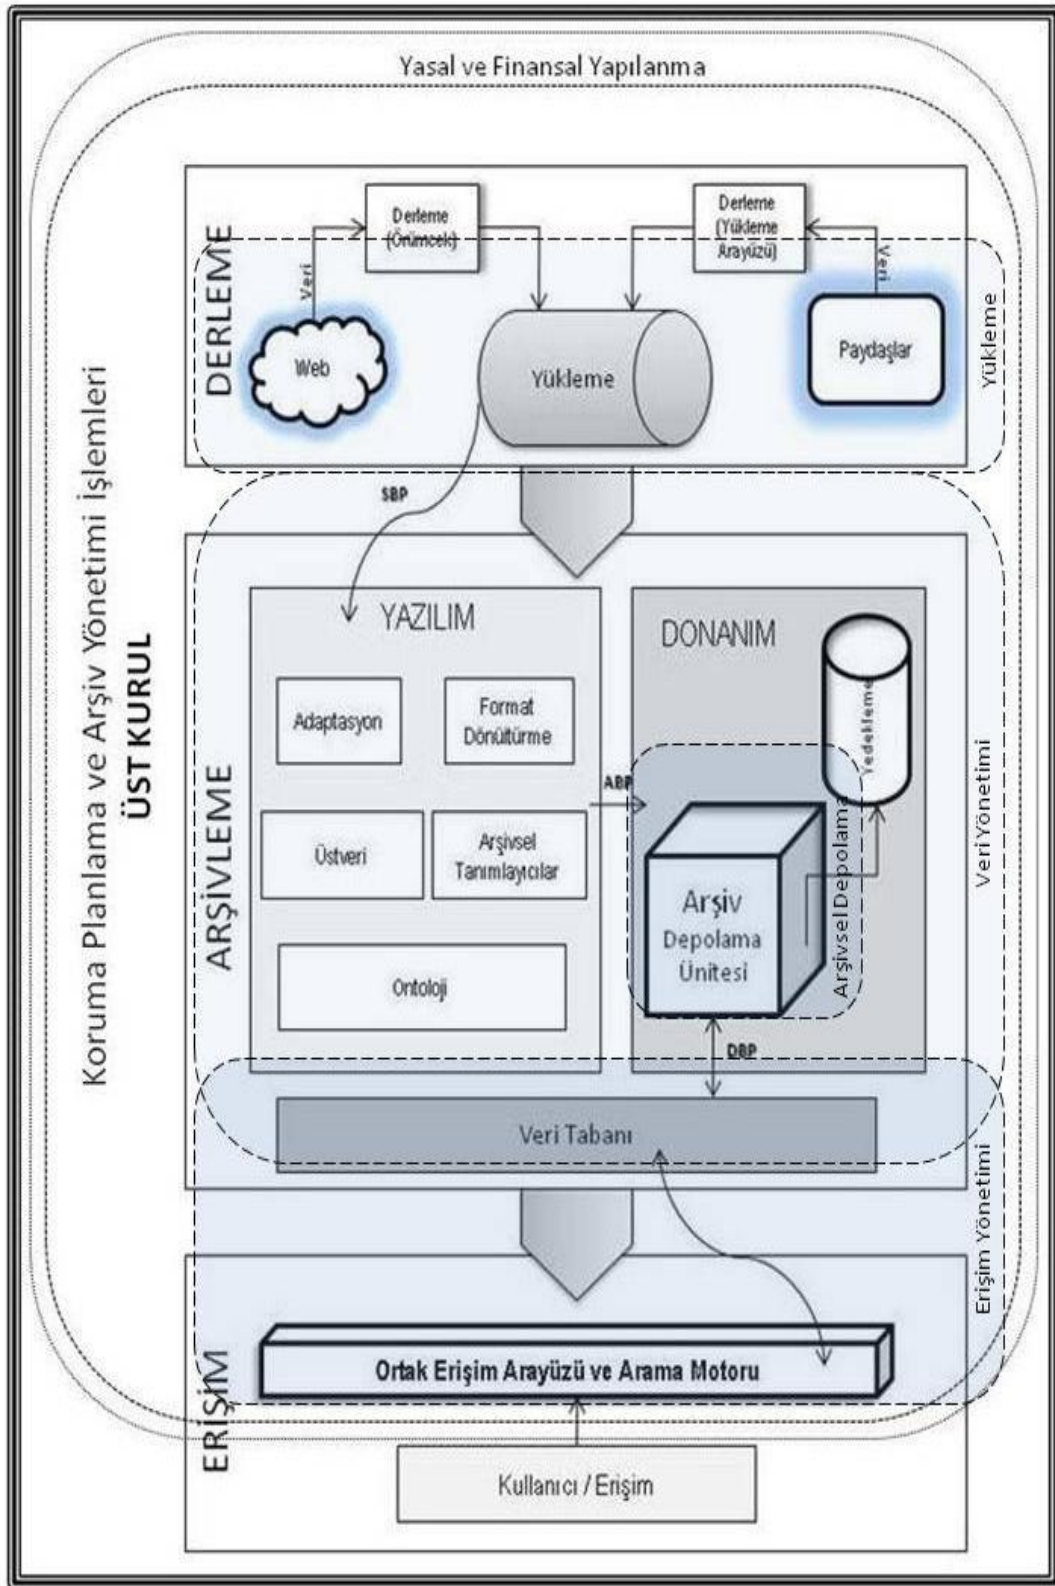 Yasal ve Finansal Yapılanma
Koruma Planlama ve Arşiv Yönetimi İşlemleri
ÜST KURUL
DERLEME
Derleme
(Örümcek)
Derleme
(Yükleme
Arayüzü)
Veri
Veri
Web
Yükleme
Paydaşlar
Yükleme
SBP
ARŞİVLEME
YAZILIM
Adaptasyon
Format
Dönültürme
Üstveri
Arşivsel
Tanımlayıcılar
Ontoloji
ABP
DONANIM
Yedekleme
Arşiv
Depolama
Ünitesi
Arşivsel Depolama
DBP
Veri Yönetimi
Veri Tabanı
Erişim Yönetimi
ERİŞİM
Ortak Erişim Arayüzü ve Arama Motoru
Kullanıcı / Erişim